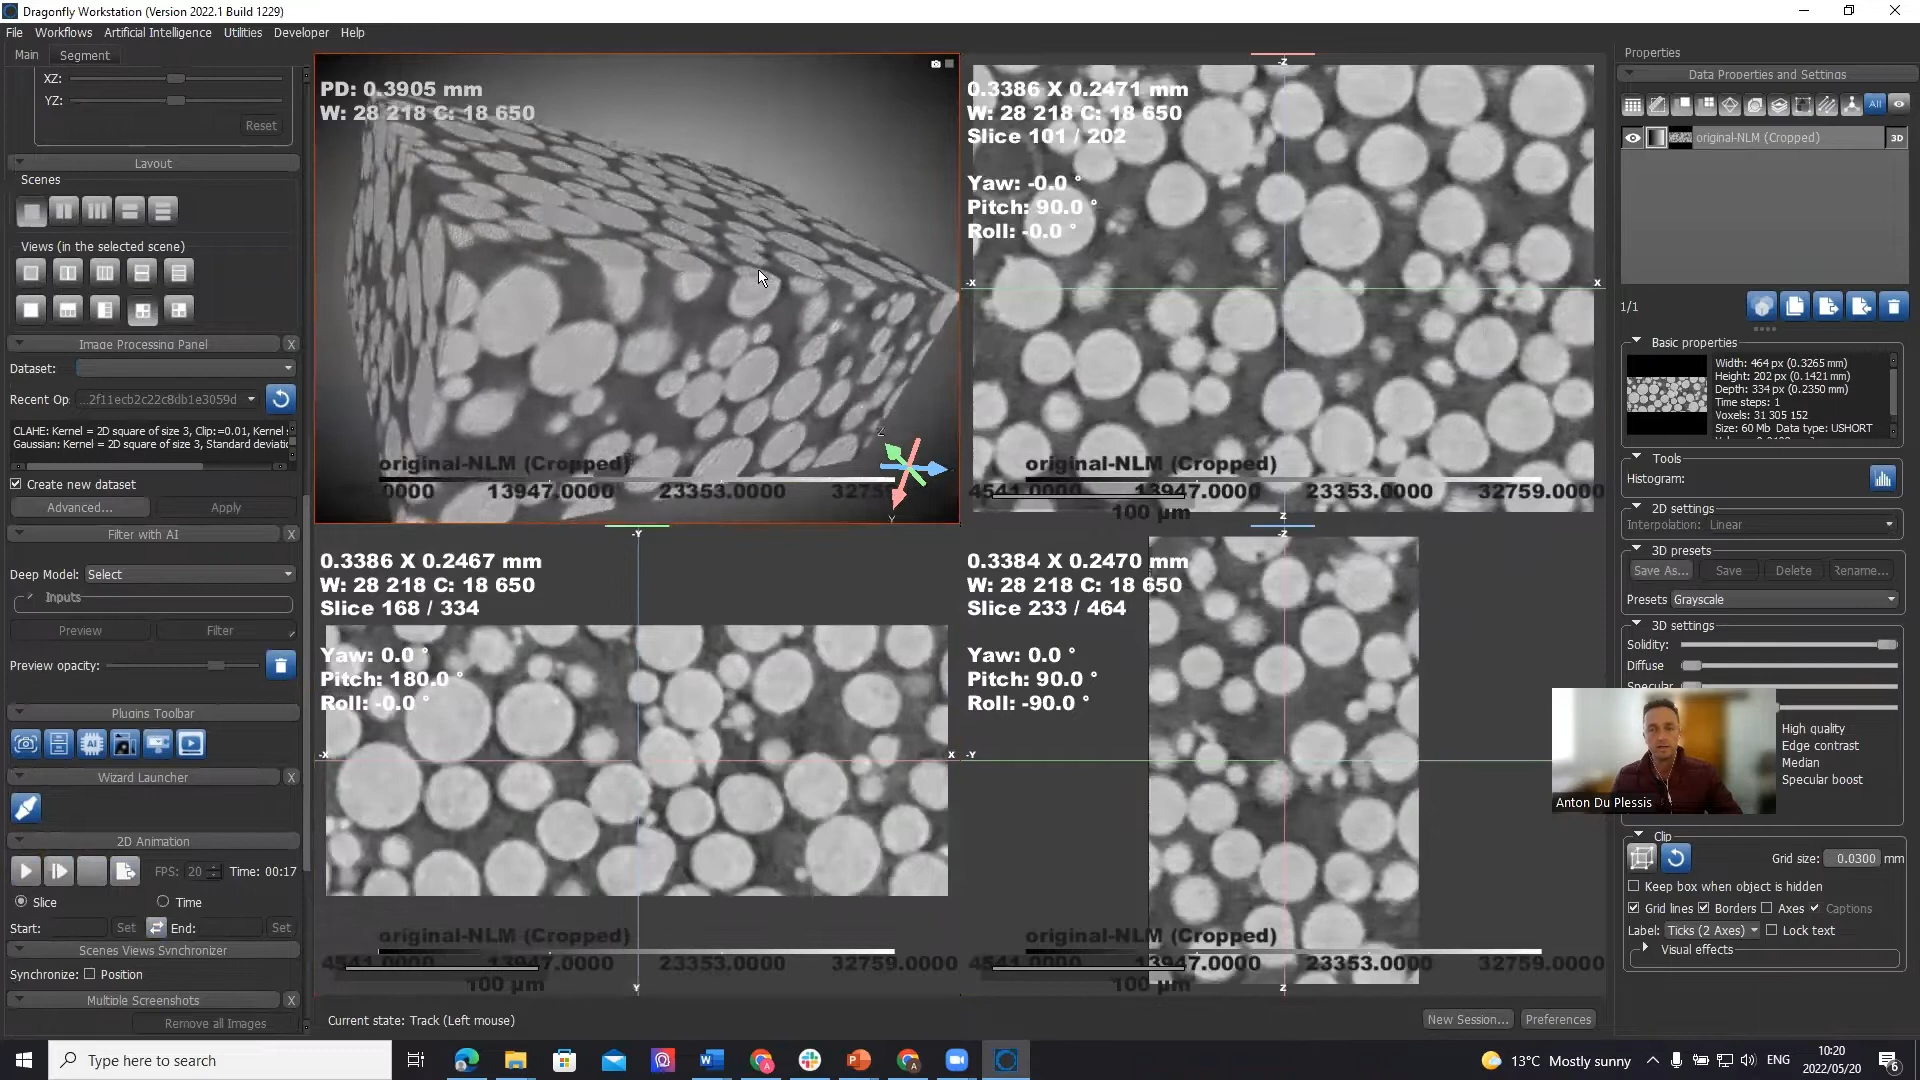 Dragonfly Workstation (Version 2022.1 Build 1229)
File Workflows Artificial Intelligence Utilities Developer Help
Main Segment
XZ:
YZ:
Reset
Layout
Scenes
Views (in the selected scene)
Image Processing Panel X
Dataset:
Recent Op: ...2f11ecb2c22c8db1e3059d
CLAHE: Kernel = 2D square of size 3, Clip:=0.01, Kernel
Gaussian: Kernel = 2D square of size 3, Standard deviatio
Create new dataset
Advanced... Apply
Filter with AI X
Deep Model: Select
Inputs
Preview Filter
Preview opacity:
Plugins Toolbar
Wizard Launcher X
2D Animation
FPS: 20 Time: 00:17
Slice Time
Start: Set End: Set
Scenes Views Synchronizer
Synchronize: Position
Multiple Screenshots X
Remove all Images
PD: 0.3905 mm
W: 28 218 C: 18 650
Z
Y
original-NLM (Cropped)
0000 13947.0000 23353.0000 3275
-Z
0.3386 X 0.2471 mm
W: 28 218 C: 18 650
Slice 101 / 202
Yaw: -0.0 °
Pitch: 90.0 °
Roll: -0.0 °
-X X
original-NLM (Cropped)
4541.0000 13947.0000 23353.0000 32759.0000
100 µm
Z
-Y
0.3386 X 0.2467 mm
W: 28 218 C: 18 650
Slice 168 / 334
Yaw: 0.0 °
Pitch: 180.0 °
Roll: -0.0 °
-X X
original-NLM (Cropped)
4541.0000 13947.0000 23353.0000 32759.0000
100 µm
Y
-Z
0.3384 X 0.2470 mm
W: 28 218 C: 18 650
Slice 233 / 464
Yaw: 0.0 °
Pitch: 90.0 °
Roll: -90.0 °
-Y
original-NLM (Cropped)
4541.0000 13947.0000 23353.0000 32759.0000
100 µm
Z
Current state: Track (Left mouse)
New Session... Preferences
Properties
Data Properties and Settings
All
original-NLM (Cropped) 3D
1/1
Basic properties
Width: 464 px (0.3265 mm)
Height: 202 px (0.1421 mm)
Depth: 334 px (0.2350 mm)
Time steps: 1
Voxels: 31 305 152
Size: 60 Mb Data type: USHORT
Tools
Histogram:
2D settings
Interpolation: Linear
3D presets
Save As... Save Delete Rename...
Presets Grayscale
3D settings
Solidity:
Diffuse
Specular
High quality
Edge contrast
Median
Specular boost
Anton Du Plessis
Clip
Grid size: 0.0300 mm
Keep box when object is hidden
Grid lines Borders Axes Captions
Label: Ticks (2 Axes) Lock text
Visual effects
Type here to search
13°C Mostly sunny
ENG
10:20
2022/05/20
6